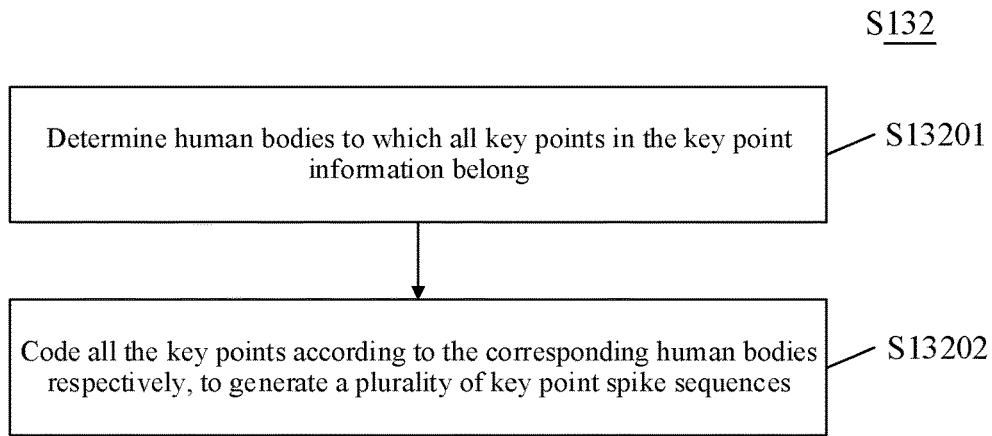 S132
Determine human bodies to which all key points in the key point
information belong
S13201
Code all the key points according to the corresponding human bodies
respectively, to generate a plurality of key point spike sequences
S13202